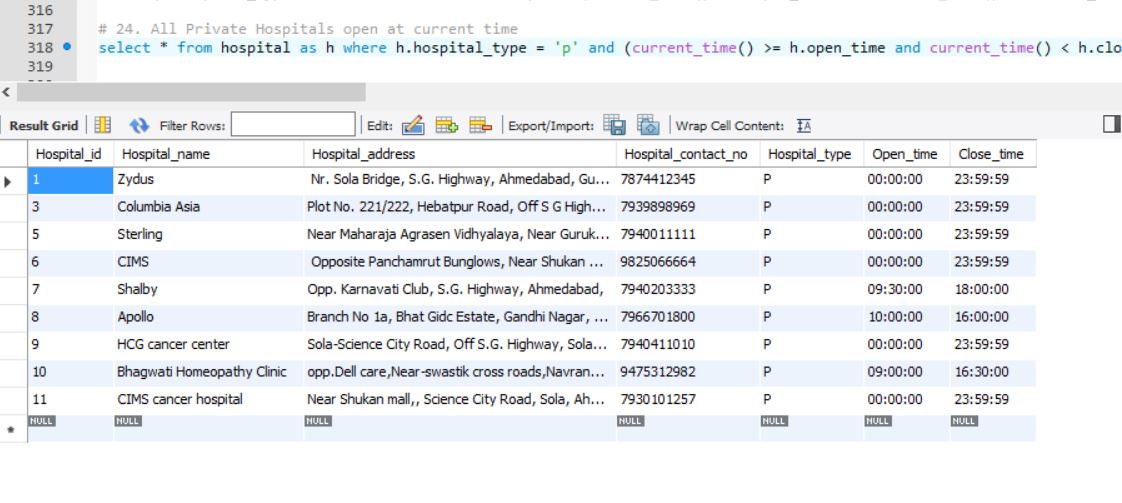 316
317 # 24. All Private Hospitals open at current time
318 select * from hospital as h where h.hospital_type = 'p' and (current_time() >= h.open_time and current_time() < h.clo
319
Result Grid Filter Rows: Edit: Export/Import: Wrap Cell Content: IA
Hospital_id Hospital_name Hospital_address Hospital_contact_no Hospital_type Open_time Close_time
1 Zydus Nr. Sola Bridge, S.G. Highway, Ahmedabad, Gu... 7874412345 P 00:00:00 23:59:59
3 Columbia Asia Plot No. 221/222, Hebatpur Road, Off S G High... 7939898969 P 00:00:00 23:59:59
5 Sterling Near Maharaja Agrasen Vidhyalaya, Near Guruk... 7940011111 P 00:00:00 23:59:59
6 CIMS Opposite Panchamrut Bunglows, Near Shukan ... 9825066664 P 00:00:00 23:59:59
7 Shalby Opp. Karnavati Club, S.G. Highway, Ahmedabad, 7940203333 P 09:30:00 18:00:00
8 Apollo Branch No 1a, Bhat Gidc Estate, Gandhi Nagar, ... 7966701800 P 10:00:00 16:00:00
9 HCG cancer center Sola-Science City Road, Off S.G. Highway, Sola... 7940411010 P 00:00:00 23:59:59
10 Bhagwati Homeopathy Clinic opp.Dell care,Near-swastik cross roads,Navran... 9475312982 P 09:00:00 16:30:00
11 CIMS cancer hospital Near Shukan mall,, Science City Road, Sola, Ah... 7930101257 P 00:00:00 23:59:59
NULL NULL NULL NULL NULL NULL NULL